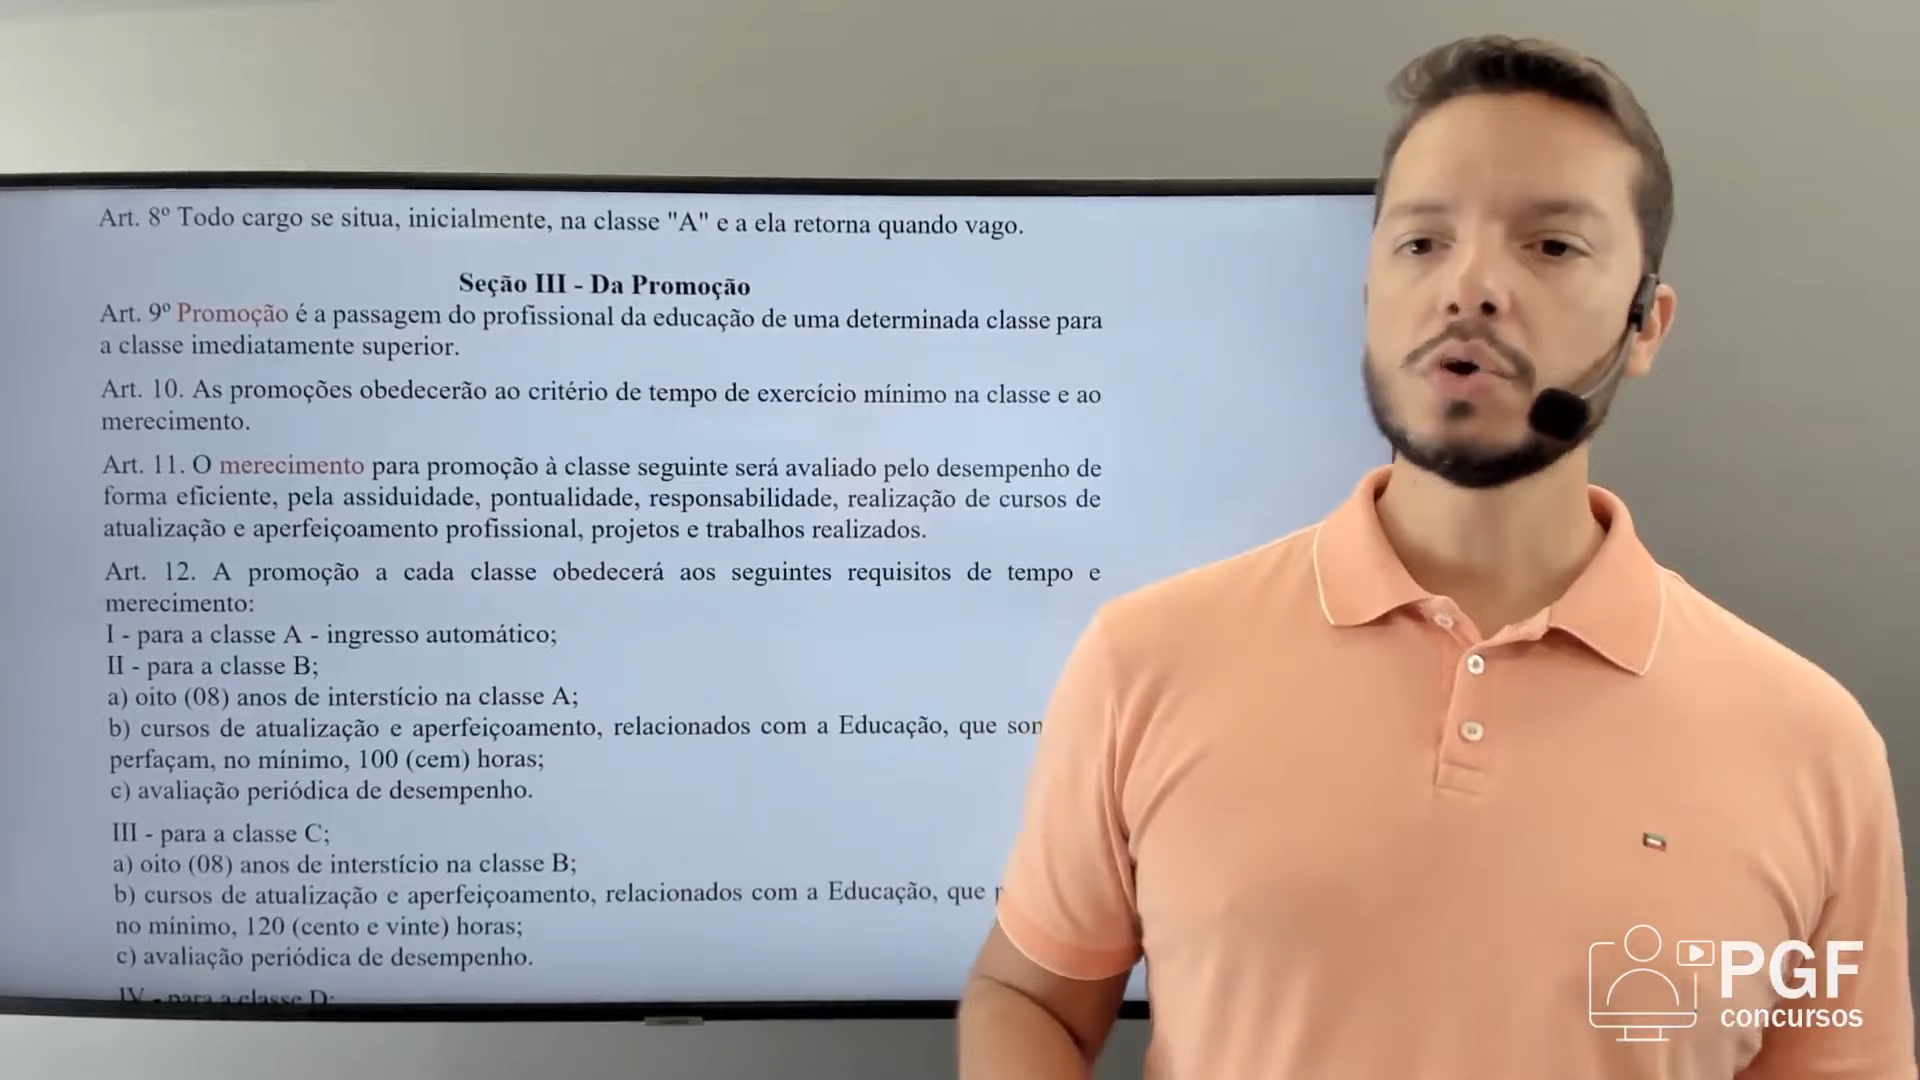 Art. 8º Todo cargo se situa, inicialmente, na classe "A" e a ela retorna quando vago.
Seção III - Da Promoção
Art. 9º Promoção é a passagem do profissional da educação de uma determinada classe para
a classe imediatamente superior.
Art. 10. As promoções obedecerão ao critério de tempo de exercício mínimo na classe e ao
merecimento.
Art. 11. O merecimento para promoção à classe seguinte será avaliado pelo desempenho de
forma eficiente, pela assiduidade, pontualidade, responsabilidade, realização de cursos de
atualização e aperfeiçoamento profissional, projetos e trabalhos realizados.
Art. 12. A promoção a cada classe obedecerá aos seguintes requisitos de tempo e
merecimento:
I - para a classe A - ingresso automático;
II - para a classe B;
a) oito (08) anos de interstício na classe A;
b) cursos de atualização e aperfeiçoamento, relacionados com a Educação, que
perfaçam, no mínimo, 100 (cem) horas;
c) avaliação periódica de desempenho.
III - para a classe C;
a) oito (08) anos de interstício na classe B;
b) cursos de atualização e aperfeiçoamento, relacionados com a Educação, que
no mínimo, 120 (cento e vinte) horas;
c) avaliação periódica de desempenho.
IV - para a classe D:
PGF
concursos